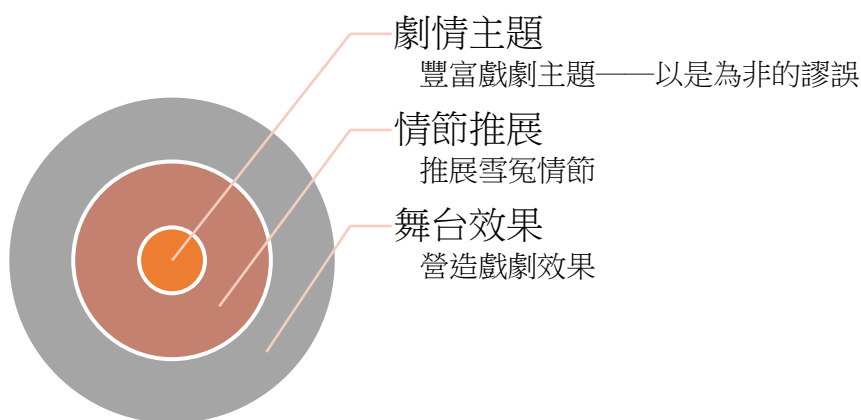 劇情主題
豐富戲劇主題——以是為非的謬誤
情節推展
推展雪冤情節
舞台效果
營造戲劇效果